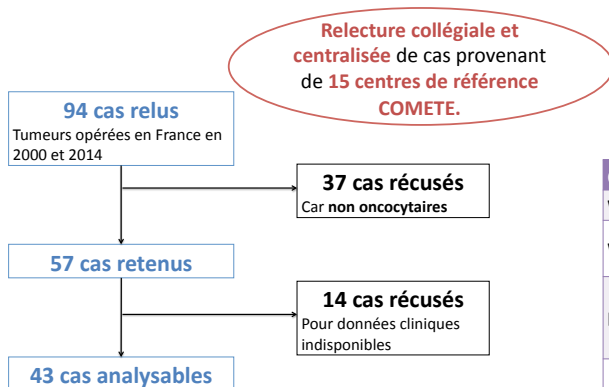 Relecture collégiale et
centralisée de cas provenant
de 15 centres de référence
COMETE.
94 cas relus
Tumeurs opérées en France en
2000 et 2014
37 cas récusés
Car non oncocytaires
57 cas retenus
14 cas récusés
Pour données cliniques
indisponibles
43 cas analysables